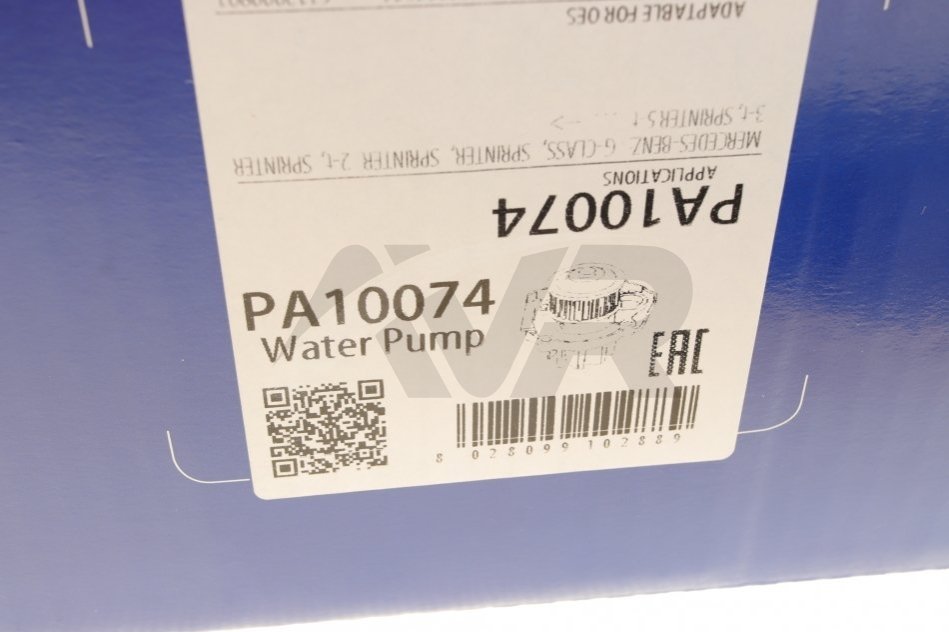 PA10074
Water Pump
EAC
8 028099 102889
PA10074
APPLICATIONS
MERCEDES-BENZ G-CLASS, SPRINTER, SPRINTER 2-t, SPRINTER
3-t, SPRINTER 5-t
ADAPTABLE FOR OES